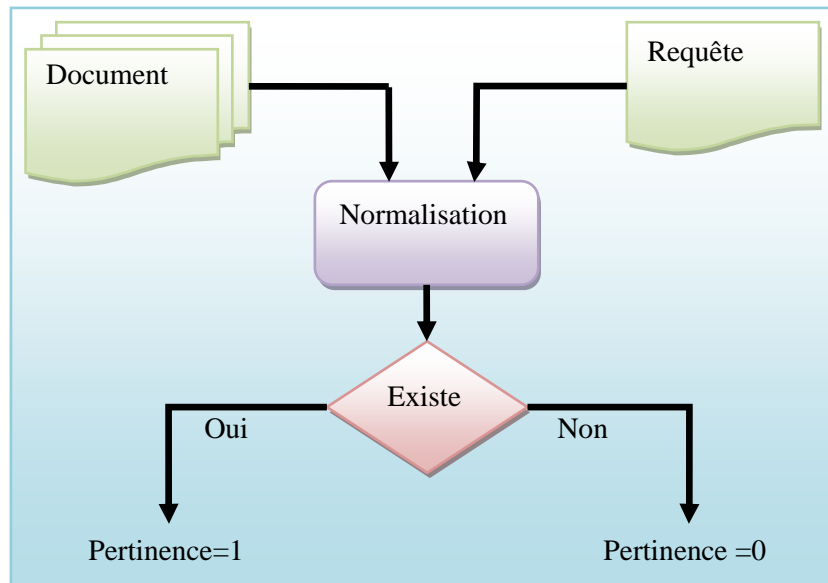 Document
Requête
Normalisation
Existe
Oui
Non
Pertinence=1
Pertinence =0